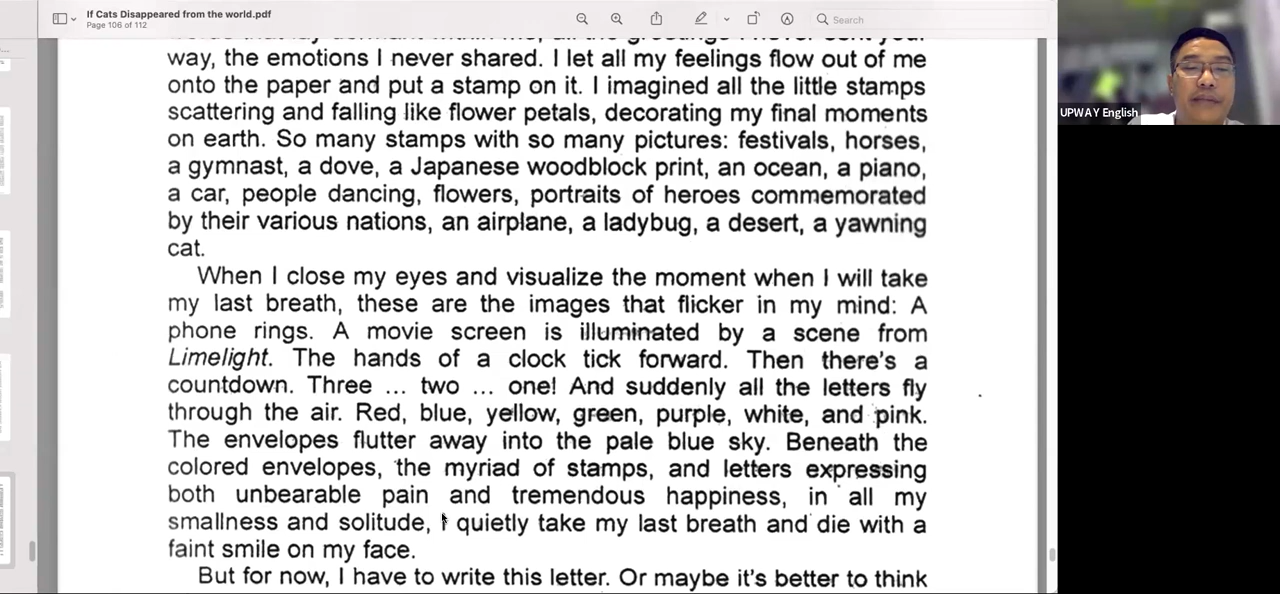 If Cats Disappeared from the world.pdf
Page 106 of 112
Search
UPWAY English
way, the emotions I never shared. I let all my feelings flow out of me
onto the paper and put a stamp on it. I imagined all the little stamps
scattering and falling like flower petals, decorating my final moments
on earth. So many stamps with so many pictures: festivals, horses,
a gymnast, a dove, a Japanese woodblock print, an ocean, a piano,
a car, people dancing, flowers, portraits of heroes commemorated
by their various nations, an airplane, a ladybug, a desert, a yawning
cat.
When I close my eyes and visualize the moment when I will take
my last breath, these are the images that flicker in my mind: A
phone rings. A movie screen is illuminated by a scene from
Limelight. The hands of a clock tick forward. Then there's a
countdown. Three ... two ... one! And suddenly all the letters fly
through the air. Red, blue, yellow, green, purple, white, and pink.
The envelopes flutter away into the pale blue sky. Beneath the
colored envelopes, the myriad of stamps, and letters expressing
both unbearable pain and tremendous happiness, in all my
smallness and solitude, I quietly take my last breath and die with a
faint smile on my face.
But for now, I have to write this letter. Or maybe it's better to think